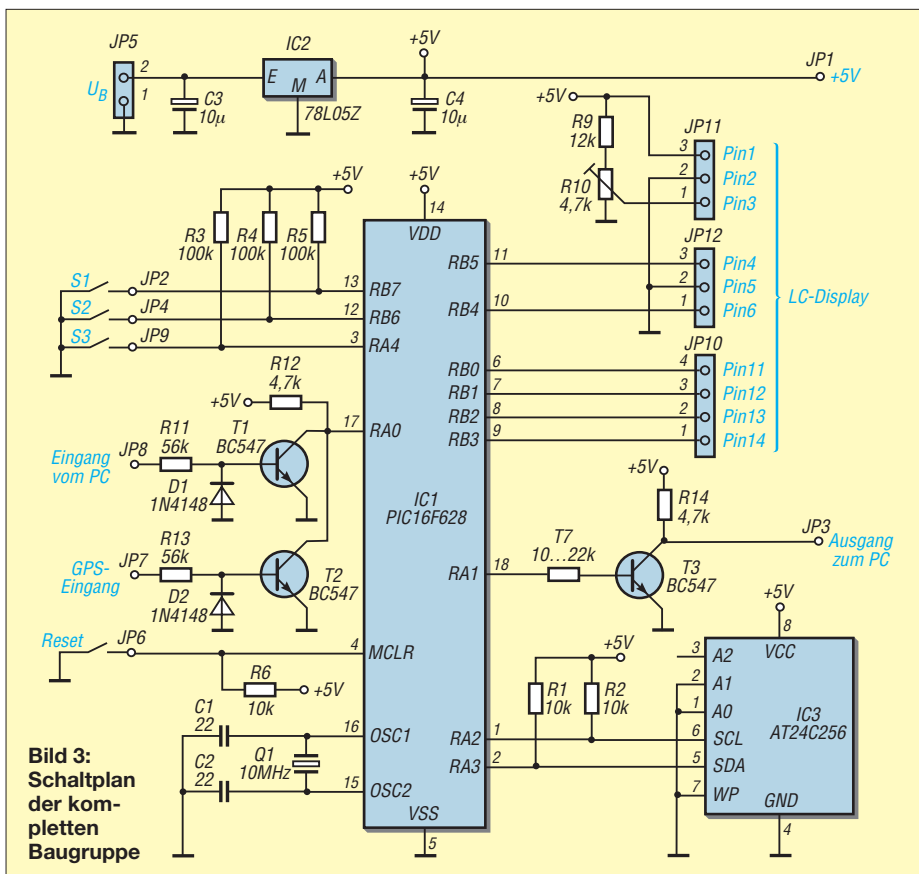 JP5
2
1
U_B
C3
10µ
IC2
E
M
A
78L05Z
+5V
C4
10µ
JP1
+5V
+5V
R9
12k
R10
4,7k
JP11
3
Pin1
2
Pin2
1
Pin3
JP12
3
Pin4
2
Pin5
1
Pin6
LC-Display
JP10
4
Pin11
3
Pin12
2
Pin13
1
Pin14
+5V
+5V
R3
100k
R4
100k
R5
100k
14
VDD
S1
JP2
13
RB7
S2
JP4
12
RB6
S3
JP9
3
RA4
RB5
11
RB4
10
RB0
6
RB1
7
RB2
8
RB3
9
R12
4,7k
+5V
17
RA0
R11
56k
T1
BC547
Eingang
vom PC
JP8
D1
1N4148
IC1
PIC16F628
R13
56k
GPS-
Eingang
JP7
T2
BC547
D2
1N4148
RA1
18
T7
10...22k
+5V
R14
4,7k
T3
BC547
JP3
Ausgang
zum PC
Reset
JP6
4
MCLR
R6
10k
+5V
C1
22
16
OSC1
Q1
10MHz
C2
22
15
OSC2
VSS
5
RA2
1
RA3
2
R1
10k
R2
10k
+5V
+5V
8
VCC
3
A2
2
A1
1
A0
6
SCL
5
SDA
7
WP
IC3
AT24C256
GND
4
Bild 3:
Schaltplan
der kom-
pletten
Baugruppe